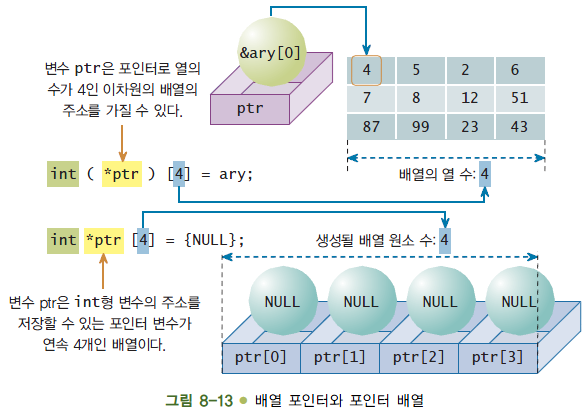 &ary[0]
ptr
변수 ptr은 포인터로 열의
수가 4인 이차원의 배열의
주소를 가질 수 있다.
4 5 2 6
7 8 12 51
87 99 23 43
int ( *ptr ) [4] = ary;
배열의 열 수: 4
int *ptr [4] = {NULL};
생성될 배열 원소 수: 4
변수 ptr은 int형 변수의 주소를
저장할 수 있는 포인터 변수가
연속 4개인 배열이다.
NULL NULL NULL NULL
ptr[0] ptr[1] ptr[2] ptr[3]
그림 8-13 ● 배열 포인터와 포인터 배열